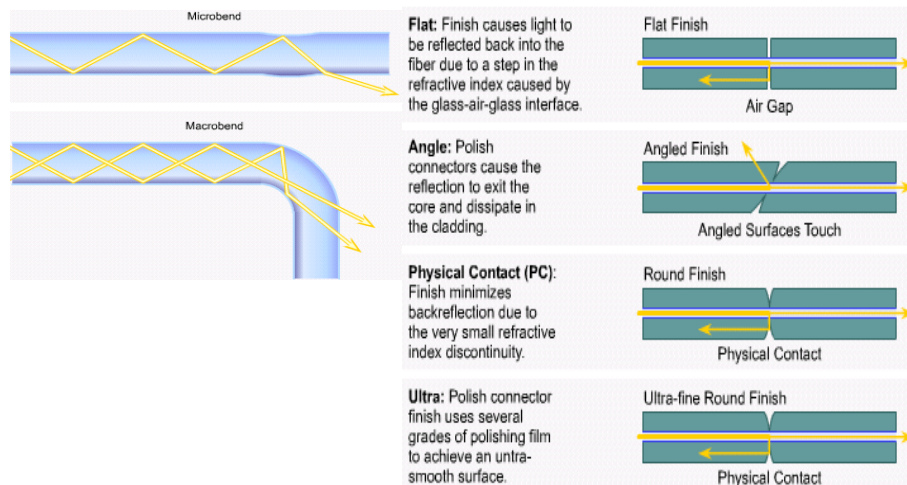 Microbend
Macrobend
Flat: Finish causes light to
be reflected back into the
fiber due to a step in the
refractive index caused by
the glass-air-glass interface.
Flat Finish
Air Gap
Angle: Polish
connectors cause the
reflection to exit the
core and dissipate in
the cladding.
Angled Finish
Angled Surfaces Touch
Physical Contact (PC):
Finish minimizes
backreflection due to
the very small refractive
index discontinuity.
Round Finish
Physical Contact
Ultra: Polish connector
finish uses several
grades of polishing film
to achieve an untra-
smooth surface.
Ultra-fine Round Finish
Physical Contact